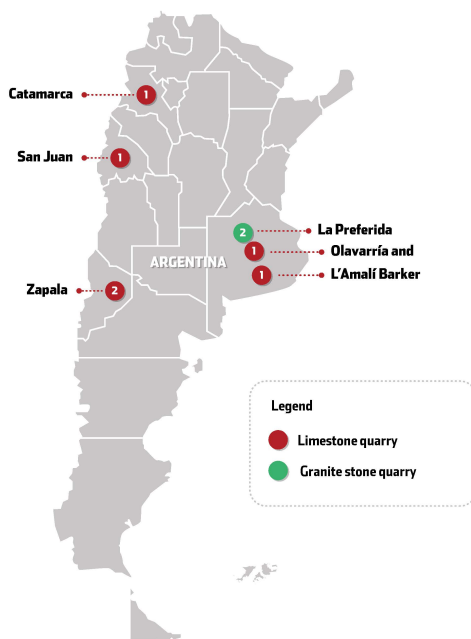 Catamarca
1
San Juan
1
La Preferida
2
Olavarría and
1
ARGENTINA
L'Amalí Barker
1
Zapala
2
Legend
Limestone quarry
Granite stone quarry